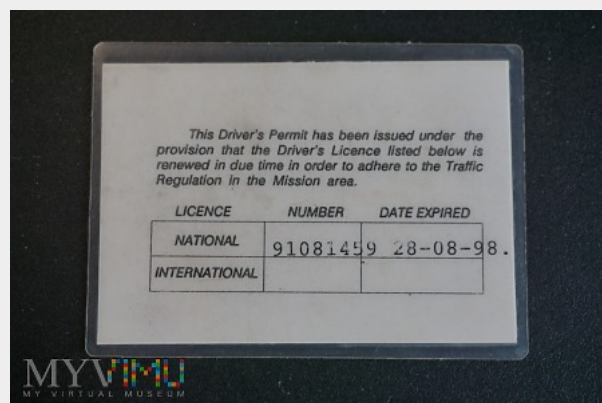 This Driver's Permit has been issued under the
provision that the Driver's Licence listed below is
renewed in due time in order to adhere to the Traffic
Regulation in the Mission area.
LICENCE NUMBER DATE EXPIRED
NATIONAL 91081459 28-08-98.
INTERNATIONAL
MYVIMU
MY VIRTUAL MUSEUM